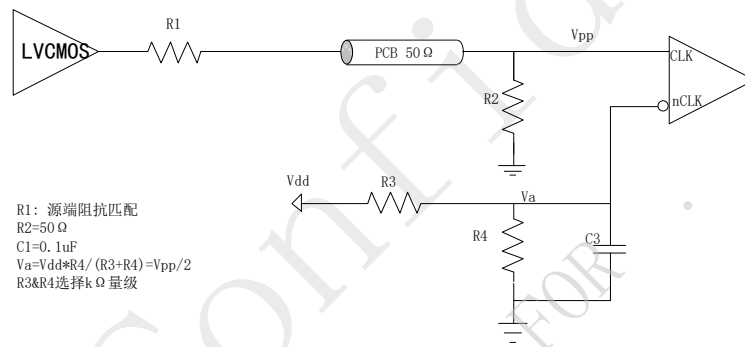 R1
LVCMOS
PCB 50Ω
Vpp
CLK
R2
nCLK
Vdd
R3
Va
R4
C3
R1: 源端阻抗匹配
R2=50Ω
C1=0.1uF
Va=Vdd*R4/(R3+R4)=Vpp/2
R3&R4选择kΩ量级
Confid
FOR